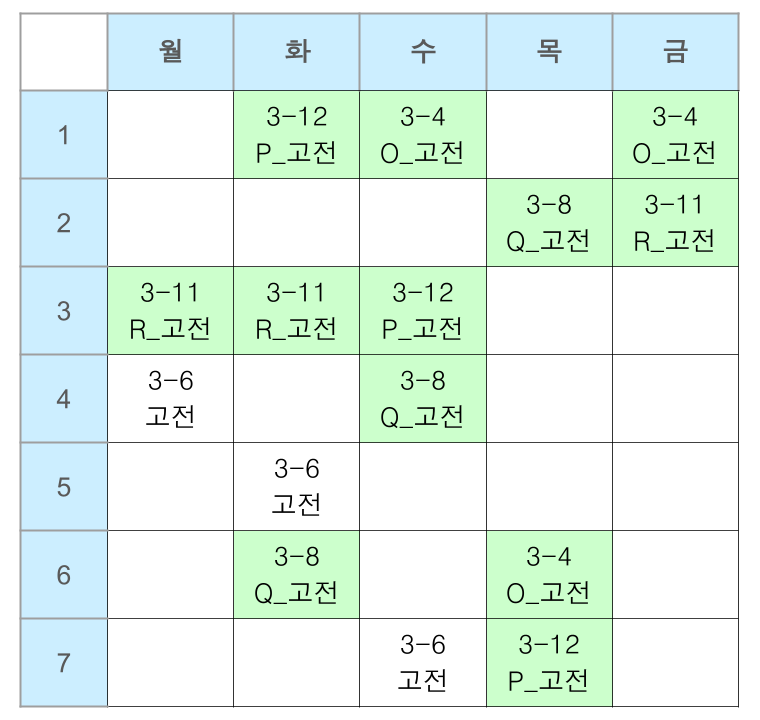 월 화 수 목 금
1
3-12 3-4 3-4
P_고전 O_고전 O_고전
2
3-8 3-11
Q_고전 R_고전
3
3-11 3-11 3-12
R_고전 R_고전 P_고전
4
3-6 3-8
고전 Q_고전
5
3-6
고전
6
3-8 3-4
Q_고전 O_고전
7
3-6 3-12
고전 P_고전